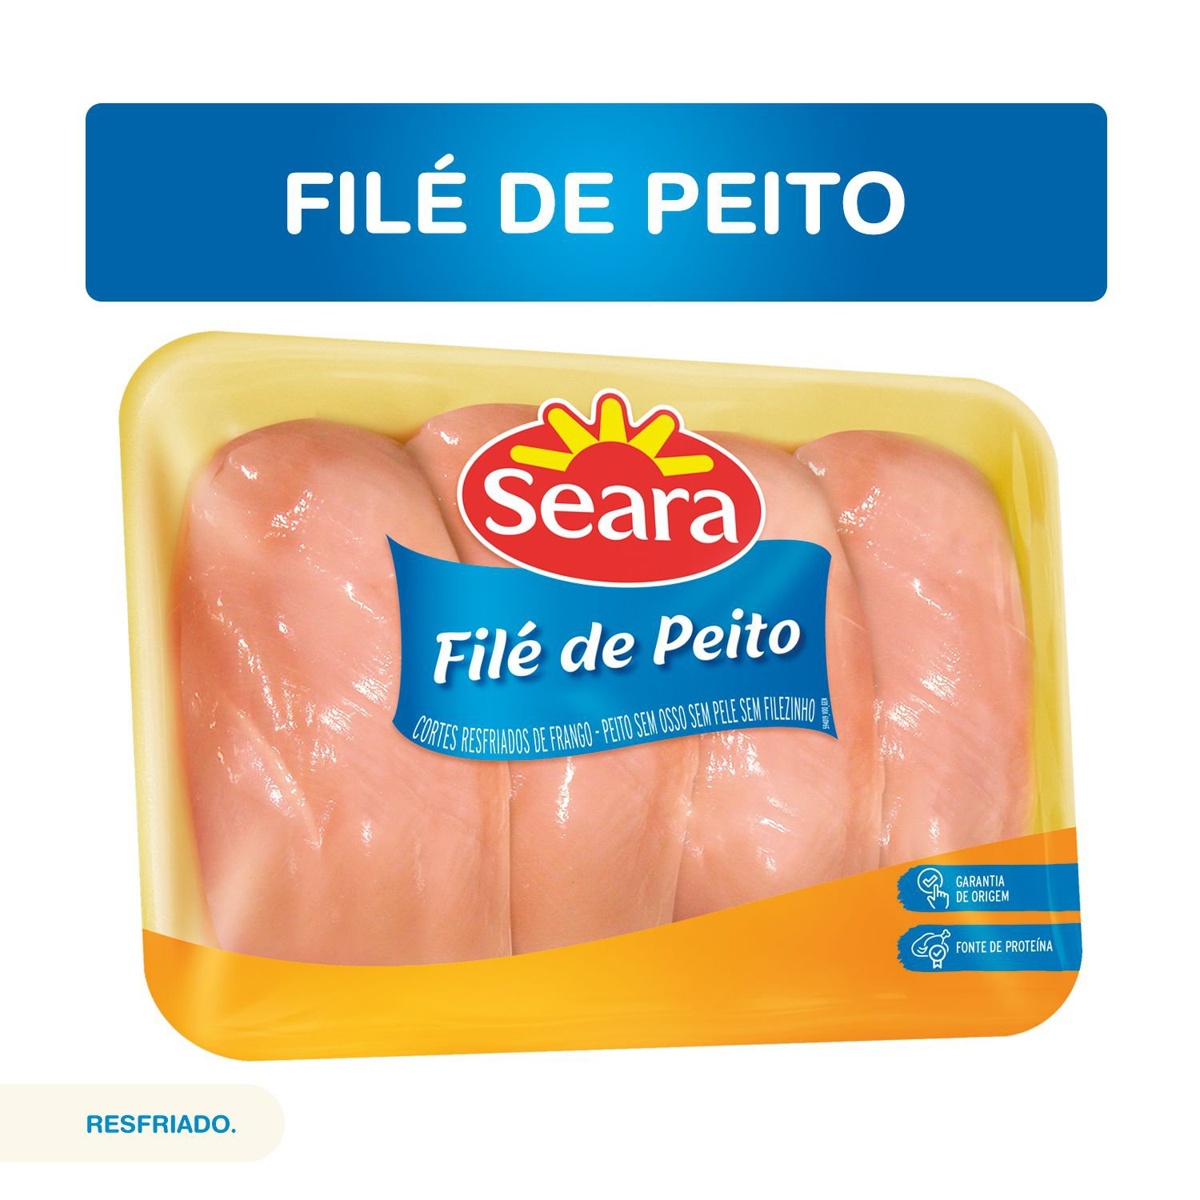 FILÉ DE PEITO
Seara
Filé de Peito
CORTES RESFRIADOS DE FRANGO - PEITO SEM OSSO SEM PELE SEM FILEZINHO
GARANTIA
DE ORIGEM
FONTE DE PROTEÍNA
RESFRIADO.